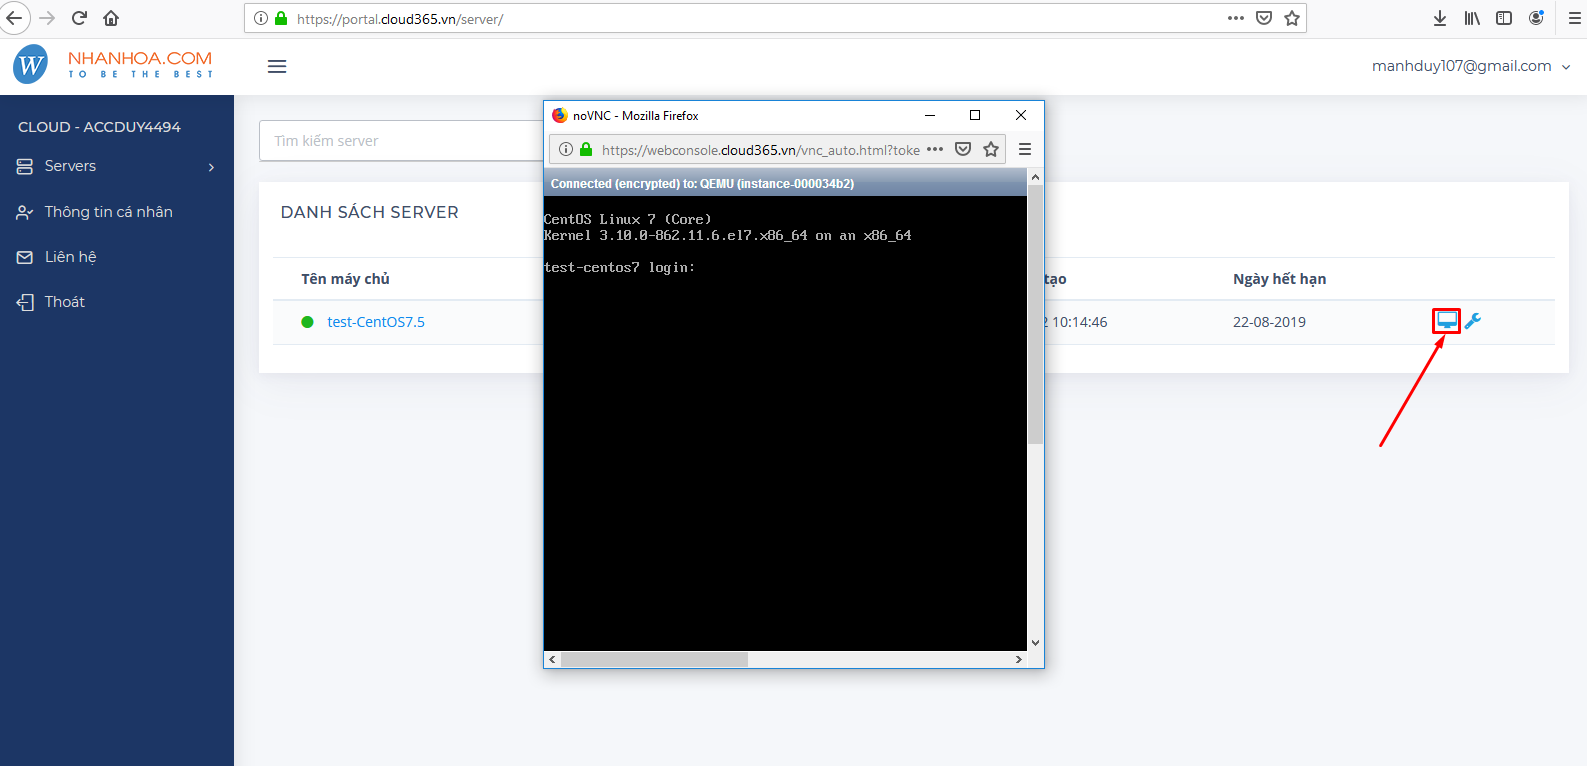 https://portal.cloud365.vn/server/
W
NHANHOA.COM
TO BE THE BEST
manhduy107@gmail.com
CLOUD - ACCDUY4494
Servers
Thông tin cá nhân
Liên hệ
Thoát
Tìm kiếm server
DANH SÁCH SERVER
Tên máy chủ
tạo
Ngày hết hạn
test-CentOS7.5
10:14:46
22-08-2019
noVNC - Mozilla Firefox
https://webconsole.cloud365.vn/vnc_auto.html?toke
Connected (encrypted) to: QEMU (instance-000034b2)
CentOS Linux 7 (Core)
Kernel 3.10.0-862.11.6.el7.x86_64 on an x86_64
test-centos7 login: